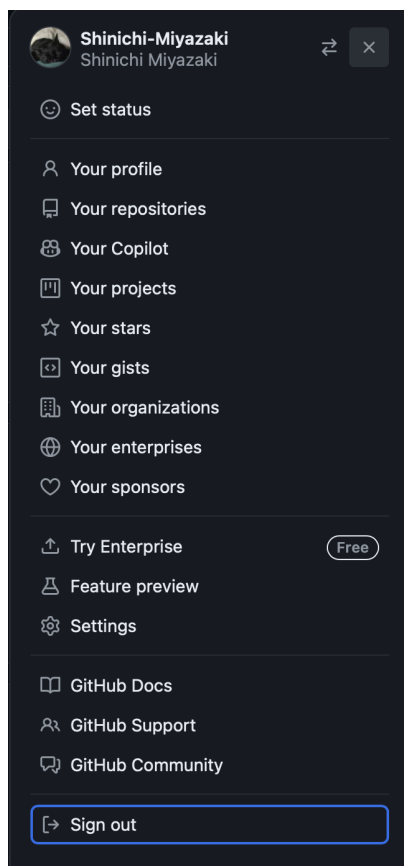 Shinichi-Miyazaki
Shinichi Miyazaki
Set status
Your profile
Your repositories
Your Copilot
Your projects
Your stars
Your gists
Your organizations
Your enterprises
Your sponsors
Try Enterprise Free
Feature preview
Settings
GitHub Docs
GitHub Support
GitHub Community
Sign out